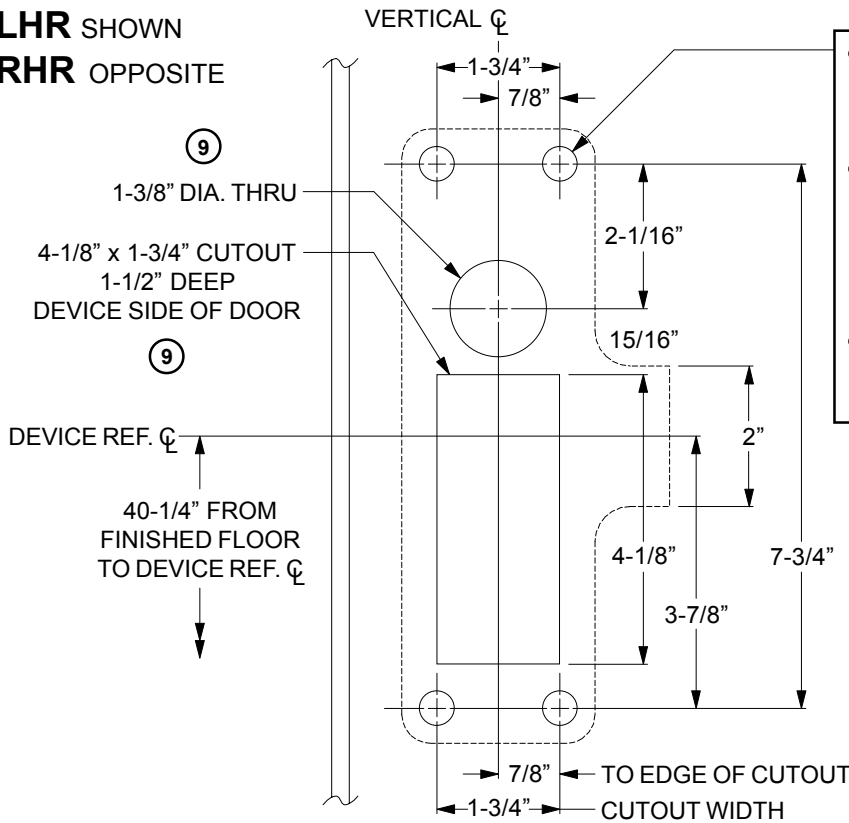 LHR SHOWN
RHR OPPOSITE
VERTICAL ℄
1-3/4”
7/8”
9
1-3/8” DIA. THRU
4-1/8” x 1-3/4” CUTOUT
1-1/2” DEEP
DEVICE SIDE OF DOOR
9
2-1/16”
15/16”
DEVICE REF. ℄
2”
40-1/4” FROM
FINISHED FLOOR
TO DEVICE REF. ℄
4-1/8”
7-3/4”
3-7/8”
7/8”
TO EDGE OF CUTOUT
1-3/4”
CUTOUT WIDTH